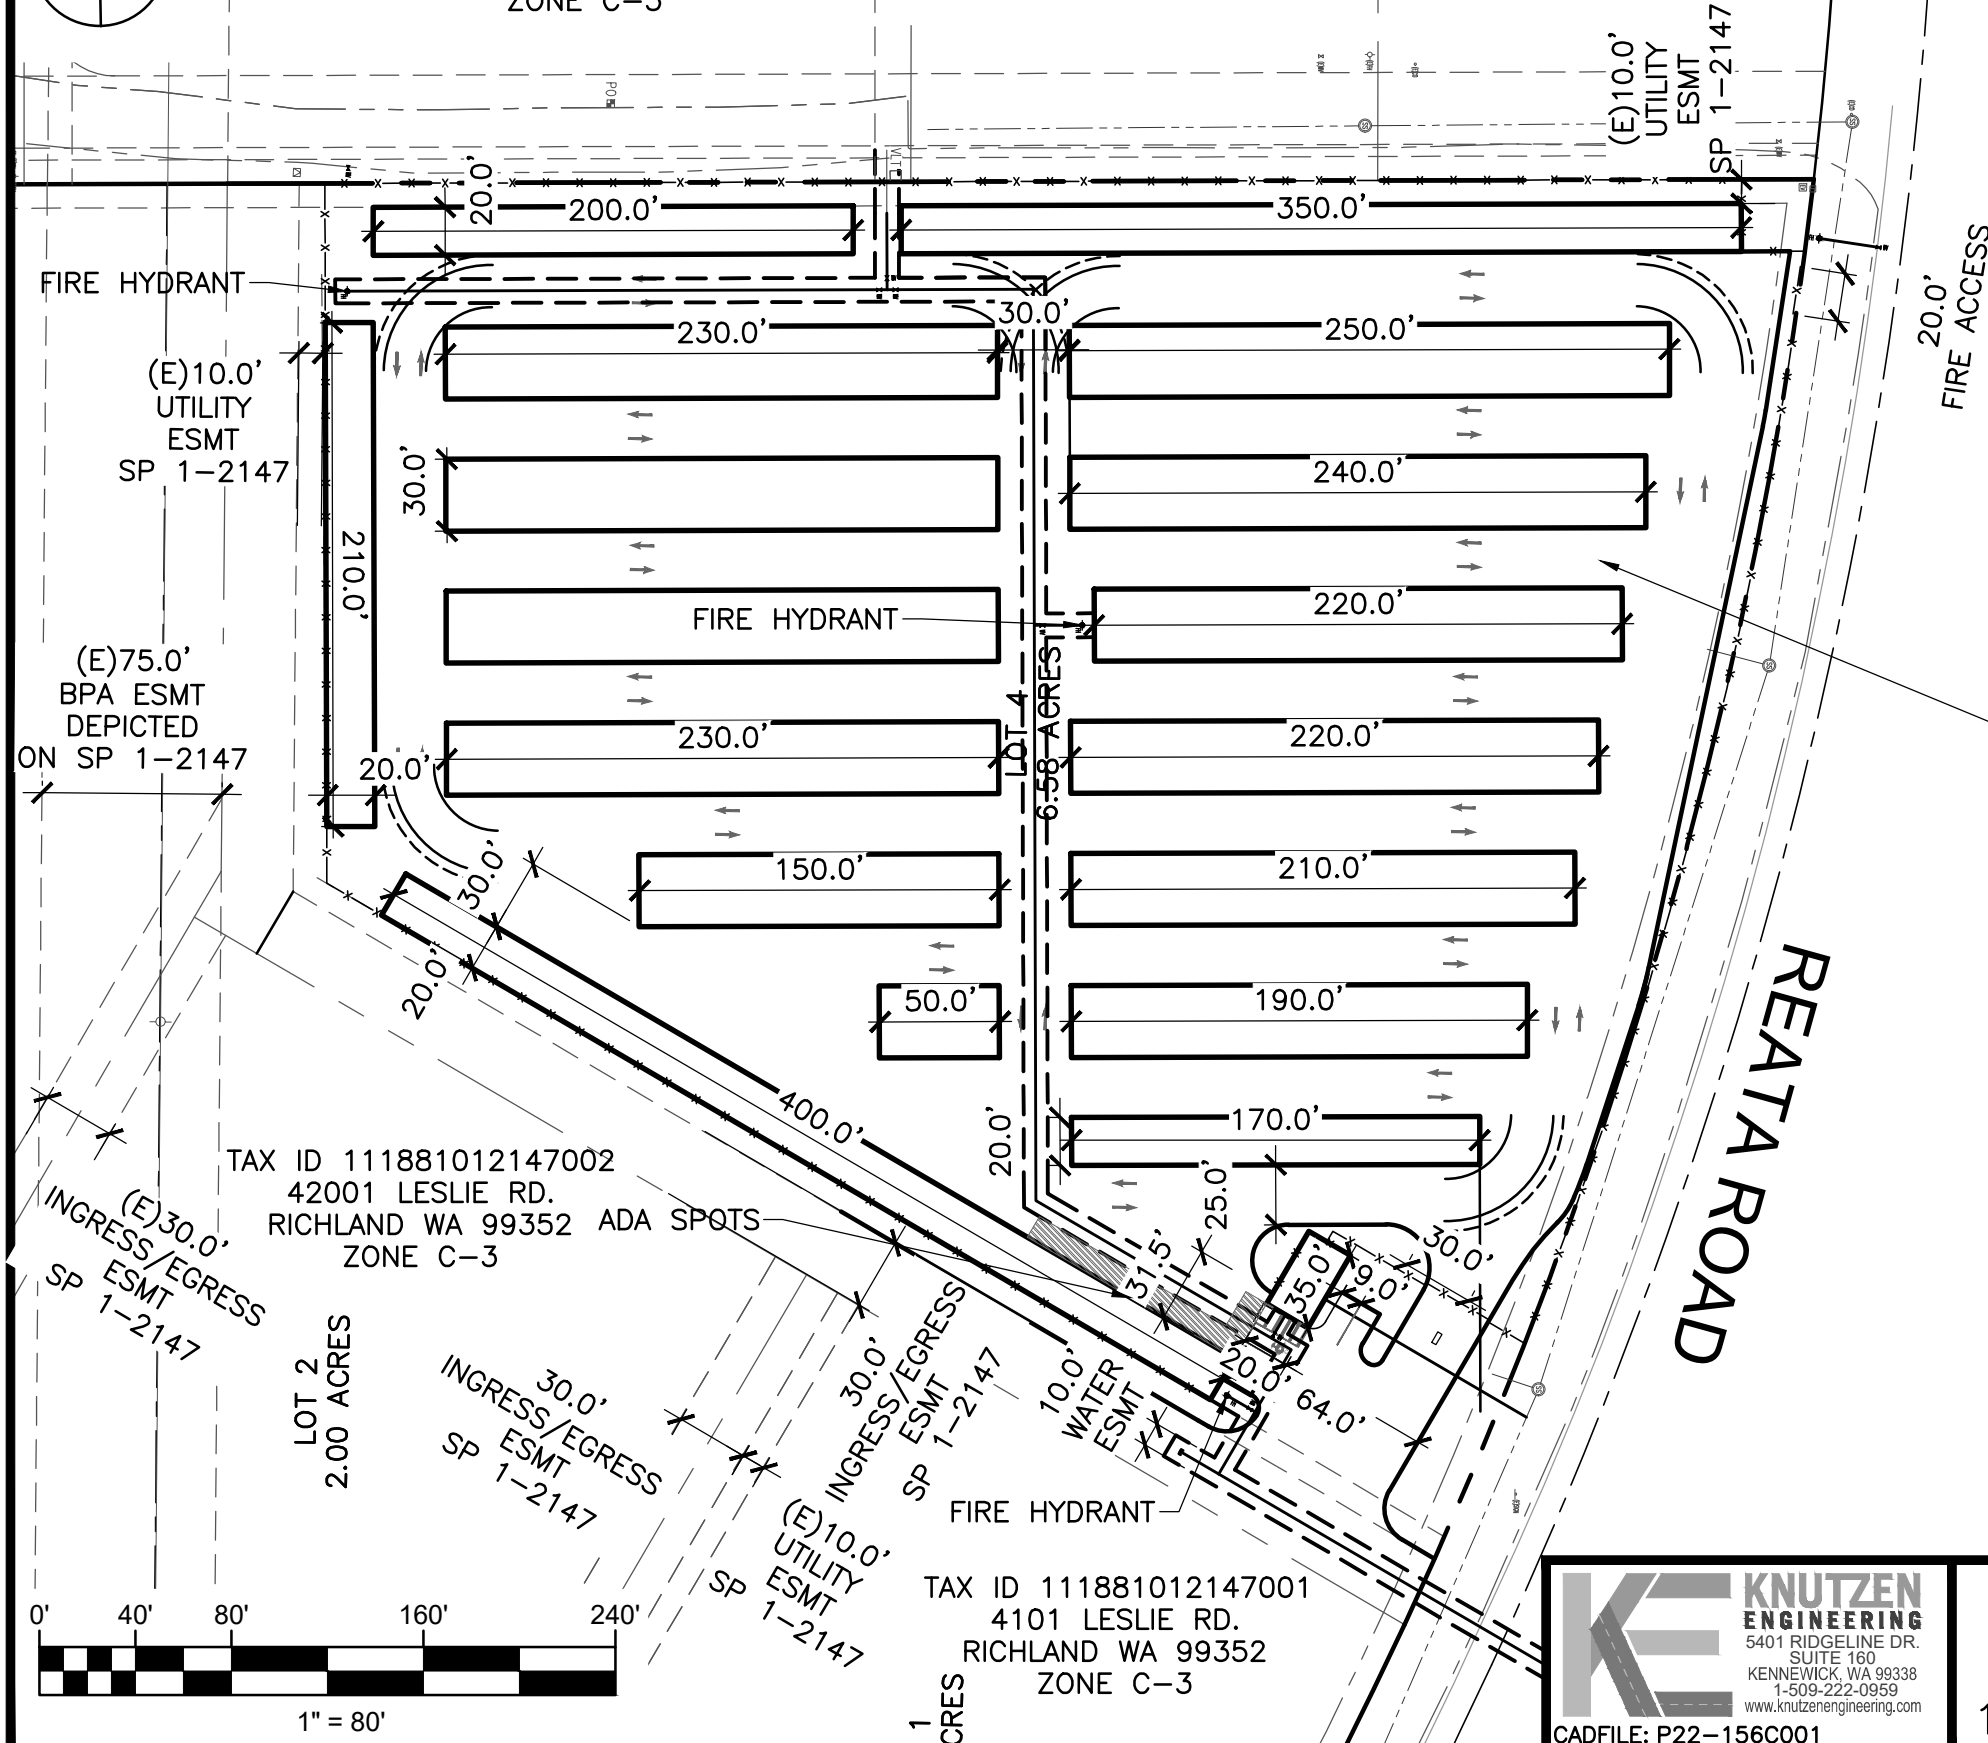 ZONE C-3
(E)10.0'
UTILITY
ESMT
SP 1-2147
20.0'
200.0'
350.0'
FIRE HYDRANT
20.0'
FIRE ACCESS
30.0'
230.0'
250.0'
(E)10.0'
UTILITY
ESMT
SP 1-2147
30.0'
240.0'
210.0'
FIRE HYDRANT
220.0'
(E)75.0'
BPA ESMT
DEPICTED
ON SP 1-2147
LOT 4
6.58 ACRES
20.0'
230.0'
220.0'
30.0'
150.0'
210.0'
20.0'
50.0'
190.0'
REATA ROAD
400.0'
20.0'
170.0'
TAX ID 111881012147002
42001 LESLIE RD.
RICHLAND WA 99352
ZONE C-3
ADA SPOTS
25.0'
31.5'
35.0'
9.0'
30.0'
(E)30.0'
INGRESS/EGRESS
ESMT
SP 1-2147
LOT 2
2.00 ACRES
30.0'
INGRESS/EGRESS
ESMT
SP 1-2147
30.0'
INGRESS/EGRESS
ESMT
SP 1-2147
10.0'
WATER
ESMT
20.0'
64.0'
(E)10.0'
UTILITY
ESMT
SP 1-2147
FIRE HYDRANT
TAX ID 111881012147001
4101 LESLIE RD.
RICHLAND WA 99352
ZONE C-3
1
CRES
0' 40' 80' 160' 240'
1" = 80'
KE
KNUTZEN
ENGINEERING
5401 RIDGELINE DR.
SUITE 160
KENNEWICK, WA 99338
1-509-222-0959
www.knutzenengineering.com
CADFILE: P22-156C001